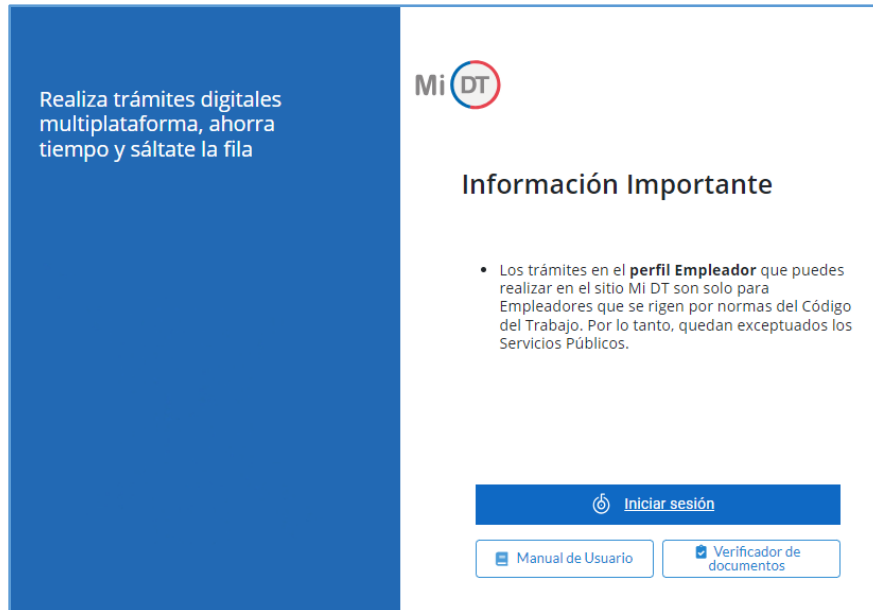 Realiza trámites digitales
multiplataforma, ahorra
tiempo y sáltate la fila
Mi DT
Información Importante
• Los trámites en el perfil Empleador que puedes
realizar en el sitio Mi DT son solo para
Empleadores que se rigen por normas del Código
del Trabajo. Por lo tanto, quedan exceptuados los
Servicios Públicos.
Iniciar sesión
Manual de Usuario
Verificador de
documentos